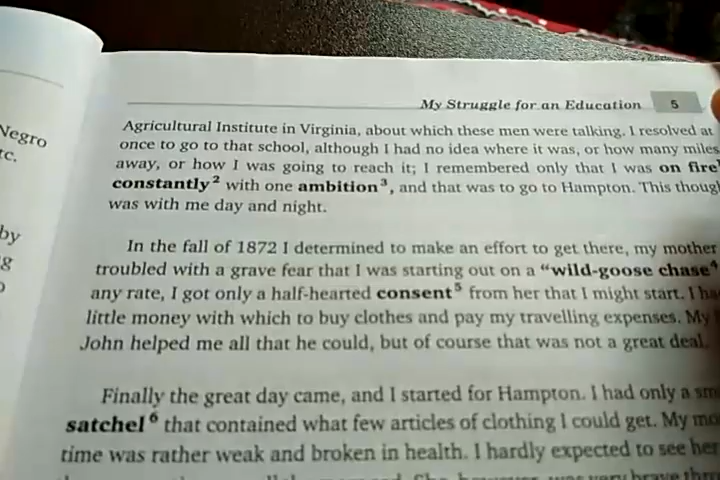 Negro
tc.
by
g
My Struggle for an Education 5
Agricultural Institute in Virginia, about which these men were talking. I resolved at
once to go to that school, although I had no idea where it was, or how many miles
away, or how I was going to reach it; I remembered only that I was on fire¹
constantly² with one ambition³, and that was to go to Hampton. This
was with me day and night.
In the fall of 1872 I determined to make an effort to get there, my mother
troubled with a grave fear that I was starting out on a "wild-goose chase⁴
any rate, I got only a half-hearted consent⁵ from her that I might start. I
little money with which to buy clothes and pay my travelling expenses. My
John helped me all that he could, but of course that was not a great deal.
Finally the great day came, and I started for Hampton. I had only a
satchel⁶ that contained what few articles of clothing I could get. My
time was rather weak and broken in health. I hardly expected to see her